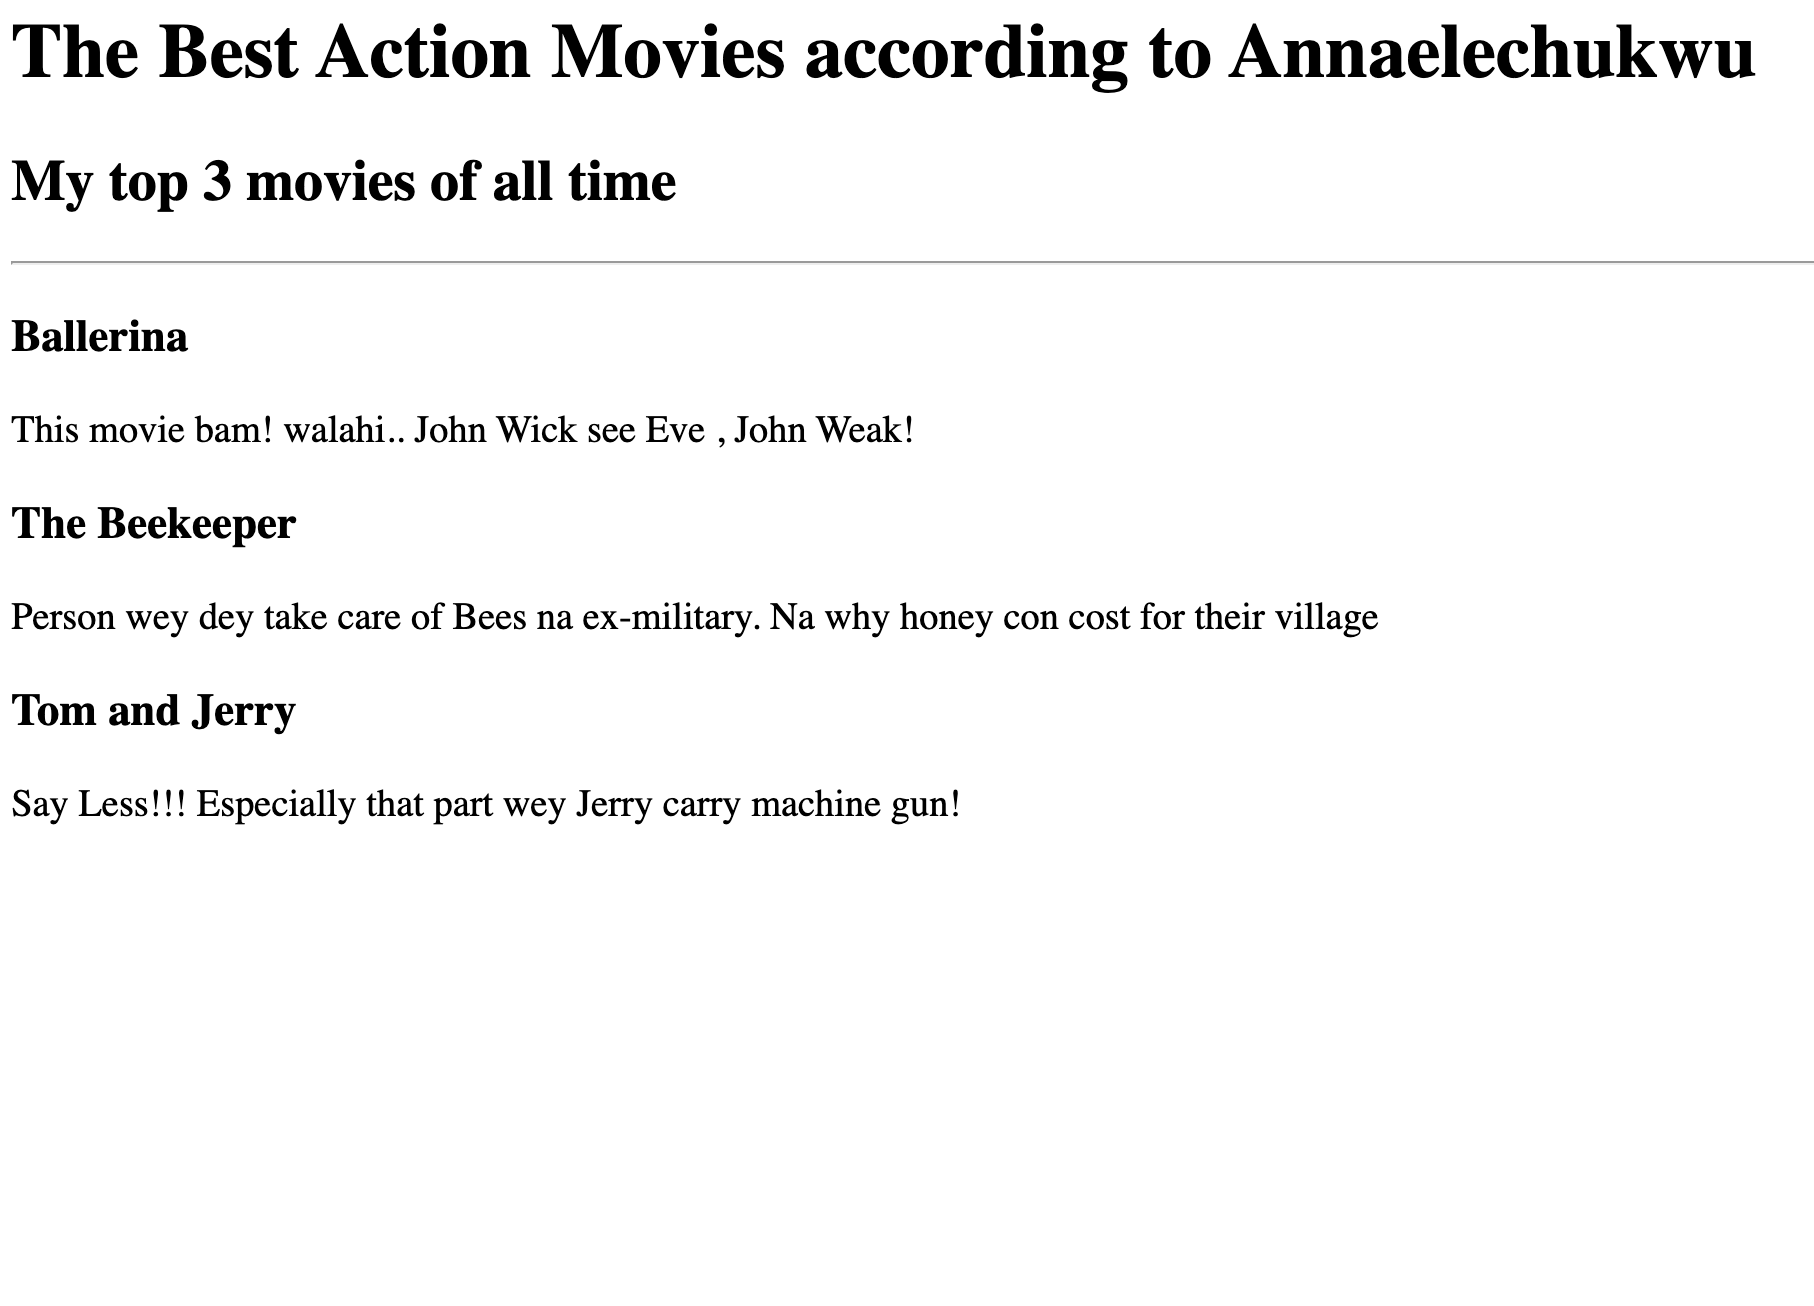 The Best Action Movies according to Annaelechukwu
My top 3 movies of all time
Ballerina
This movie bam! walahi.. John Wick see Eve , John Weak!
The Beekeeper
Person wey dey take care of Bees na ex-military. Na why honey con cost for their village
Tom and Jerry
Say Less!!! Especially that part wey Jerry carry machine gun!